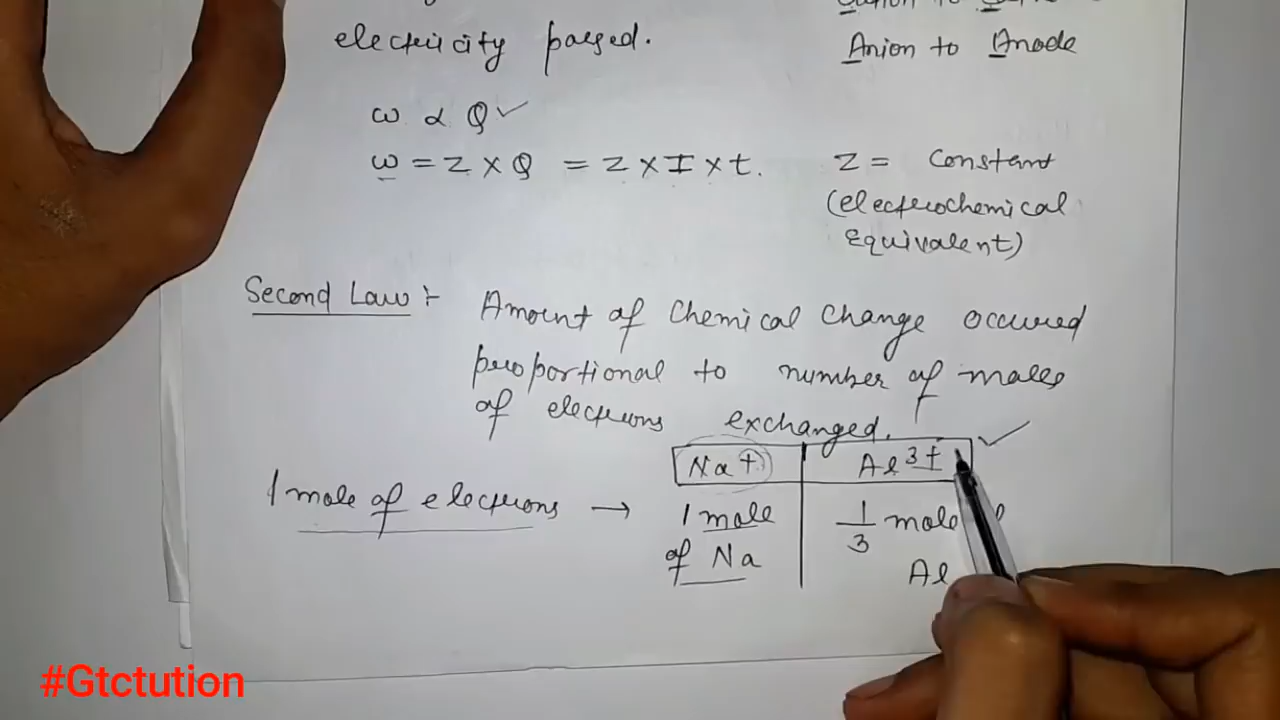 electricity passed.
Anion to Anode
ω α Q ✓
ω = Z × Q = Z × I × t.
Z = Constant
(electrochemical
Equivalent)
Second Law :-
Amount of Chemical Change occured
proportional to number of moles
of electrons exchanged.
Na+
Al3+
1 mole of electrons →
1 mole
of Na
1/3 mole
Al
#Gtctution